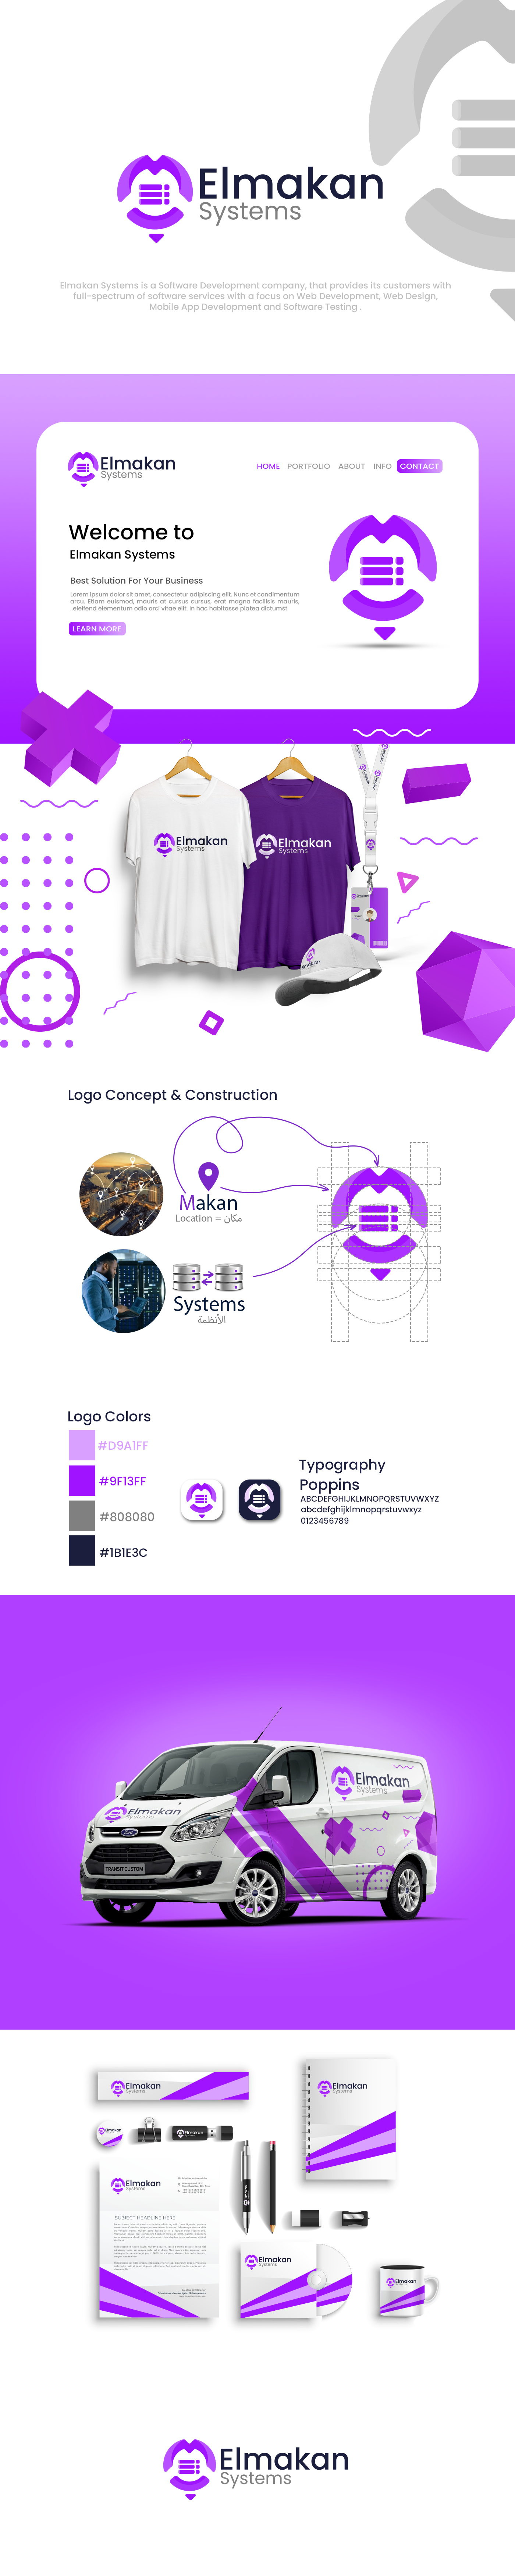 Elmakan
Systems
Elmakan Systems is a Software Development company, that provides its customers with
full-spectrum of software services with a focus on Web Development, Web Design,
Mobile App Development and Software Testing .
Elmakan
Systems
HOME PORTFOLIO ABOUT INFO CONTACT
Welcome to
Elmakan Systems
Best Solution For Your Business
Lorem ipsum dolor sit amet, consectetur adipiscing elit. Nunc et condimentum
arcu. Etiam euismod, mauris at cursus cursus, erat magna facilisis mauris,
.eleifend elementum odio orci vitae elit. In hac habitasse platea dictumst
LEARN MORE
Elmakan
Systems
Elmakan
Systems
Elmakan
Logo Concept & Construction
Makan
Location = مكان
Systems
الأنظمة
Logo Colors
#D9A1FF
#9F13FF
#808080
#1B1E3C
Typography
Poppins
ABCDEFGHIJKLMNOPQRSTUVWXYZ
abcdefghijklmnopqrstuvwxyz
0123456789
Elmakan
Systems
Elmakan
Systems
Ford
TRANSIT CUSTOM
Elmakan
Systems
Elmakan
Systems
Elmakan
Elmakan
Elmakan
Systems
SUBJECT HEADLINE HERE
Elmakan
Systems
Elmakan
Elmakan
Systems